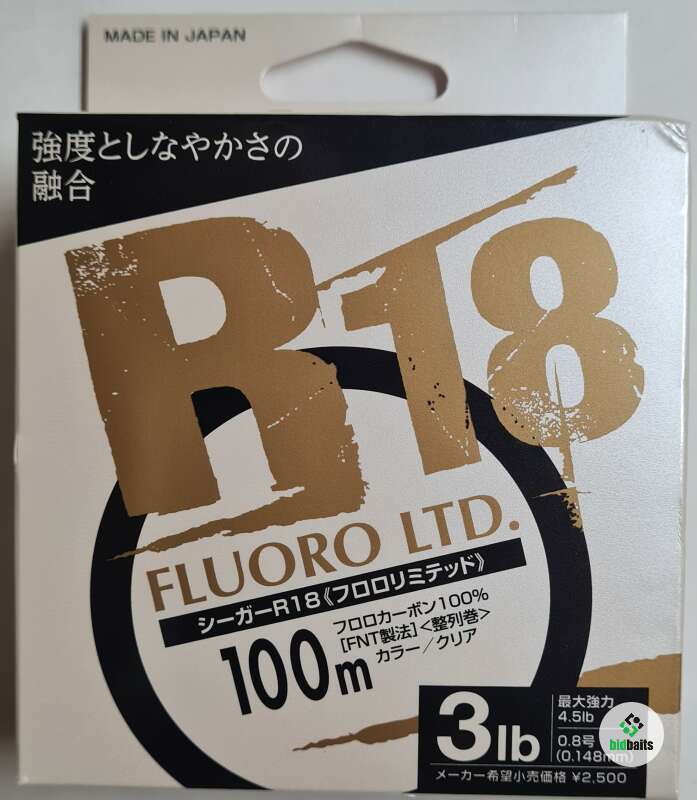 MADE IN JAPAN
強度としなやかさの
融合
R18
FLUORO LTD.
シーガーR18《フロロリミテッド》
100m
フロロカーボン100%
[FNT製法]<整列巻>
カラー/クリア
3lb
最大強力
4.5lb
0.8号
(0.148mm)
メーカー希望小売価格 ¥2,500
bidbaits